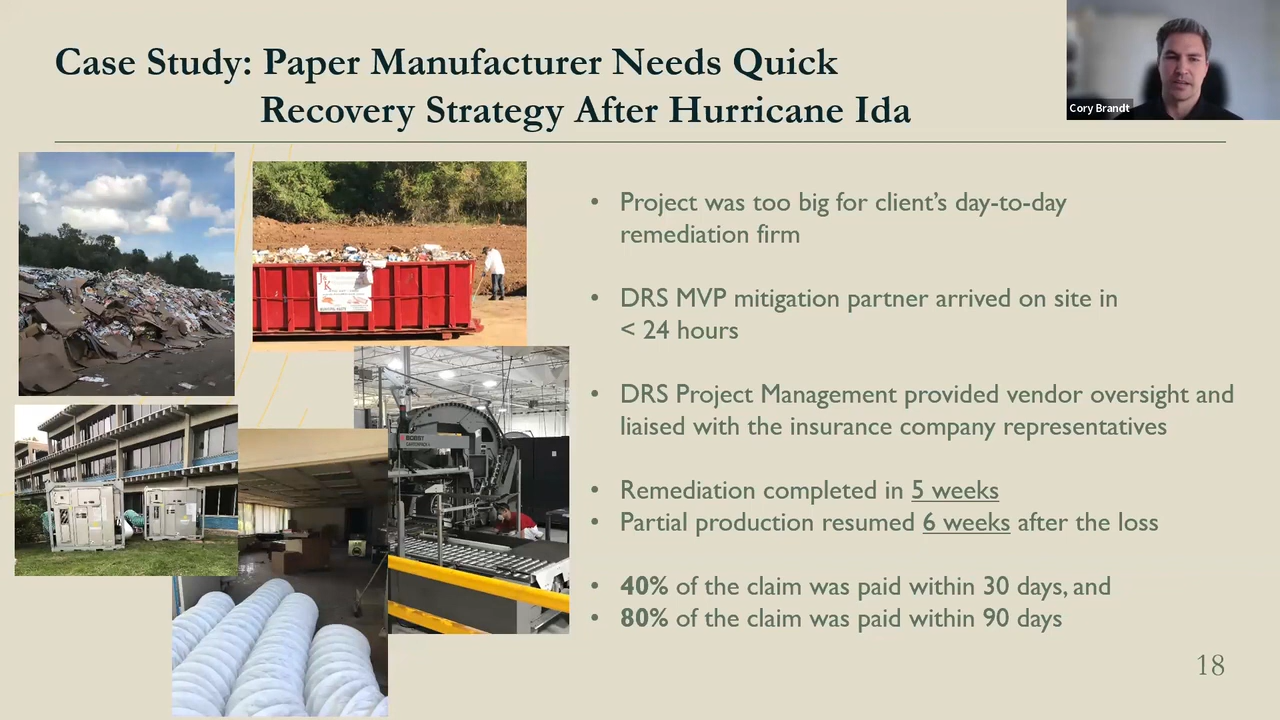 Case Study: Paper Manufacturer Needs Quick
Recovery Strategy After Hurricane Ida
Cory Brandt
• Project was too big for client’s day-to-day
remediation firm
• DRS MVP mitigation partner arrived on site in
< 24 hours
• DRS Project Management provided vendor oversight and
liaised with the insurance company representatives
• Remediation completed in 5 weeks
• Partial production resumed 6 weeks after the loss
• 40% of the claim was paid within 30 days, and
• 80% of the claim was paid within 90 days
J&K
BOBST
18